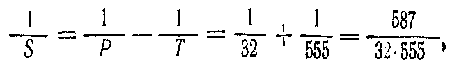 1/S = 1/P − 1/T = 1/32 + 1/555 = 587/32·555,